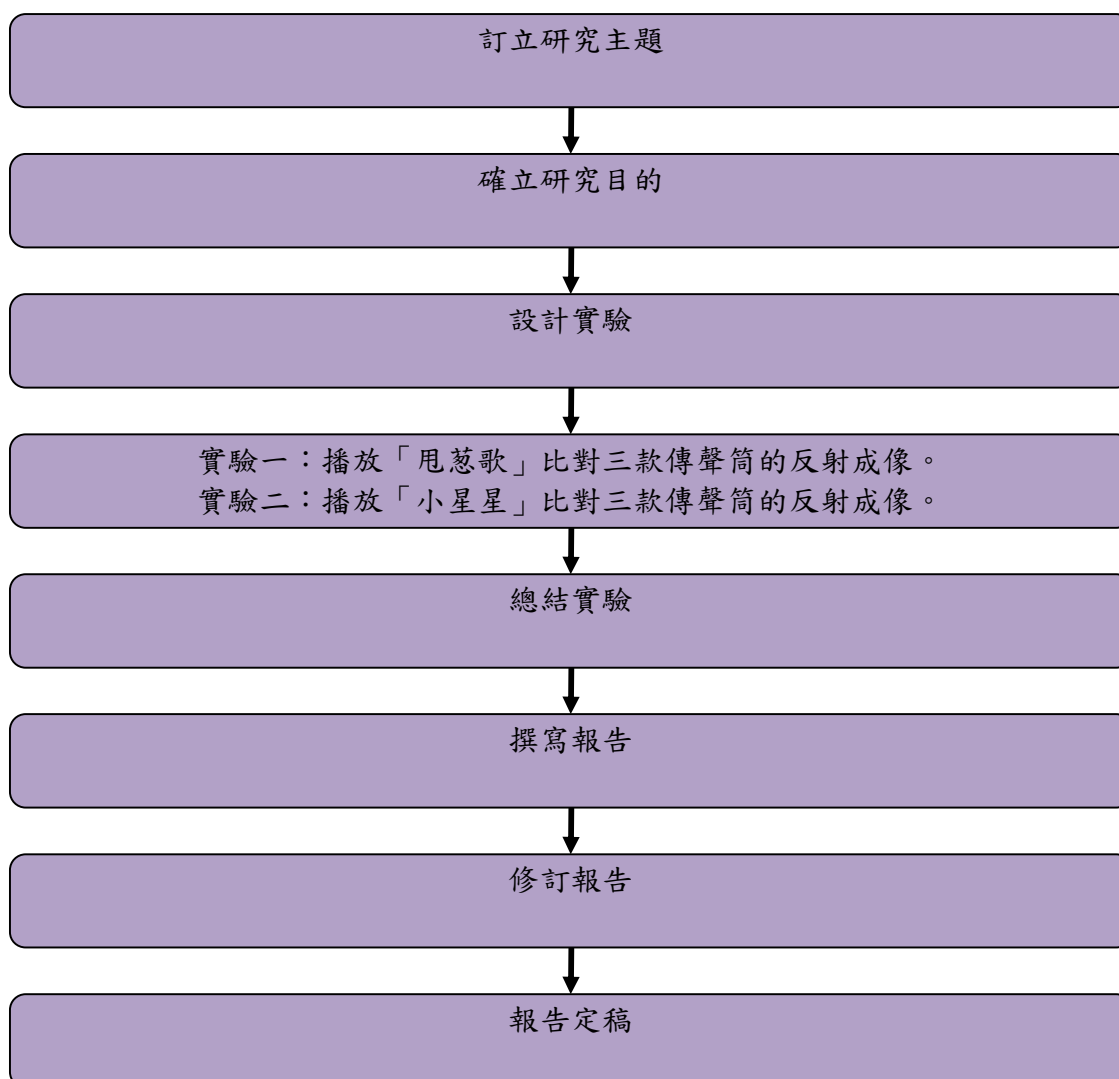 訂立研究主題
確立研究目的
設計實驗
實驗一：播放「甩葱歌」比對三款傳聲筒的反射成像。
實驗二：播放「小星星」比對三款傳聲筒的反射成像。
總結實驗
撰寫報告
修訂報告
報告定稿